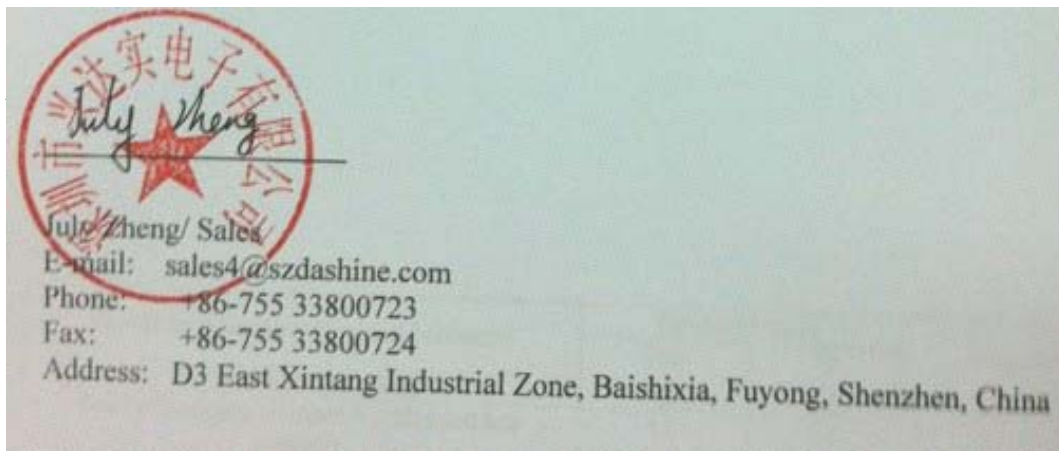 深圳市兴达实电子有限公司
July Zheng
July Zheng/ Sales
E-mail: sales4@szdashine.com
Phone: +86-755 33800723
Fax: +86-755 33800724
Address: D3 East Xintang Industrial Zone, Baishixia, Fuyong, Shenzhen, China